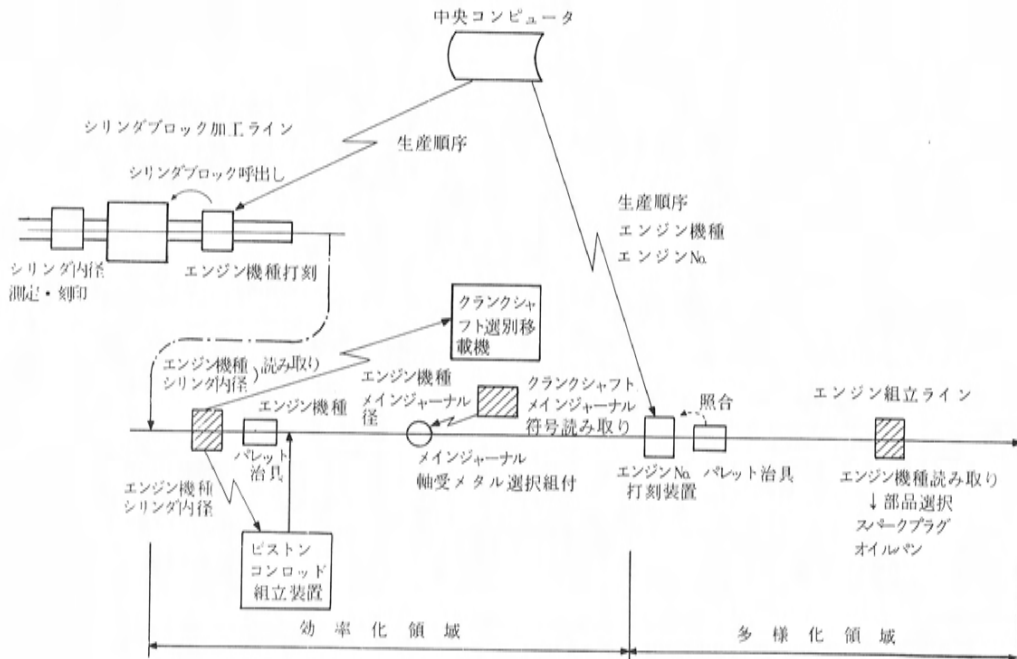 中央コンピュータ
シリンダブロック加工ライン
生産順序
シリンダブロック呼出し
生産順序
エンジン機種
エンジンNo.
シリンダ内径
測定・刻印
エンジン機種打刻
クランクシャ
フト選別移
載機
エンジン機種
シリンダ内径
)読み取り
エンジン機種
エンジン機種
メインジャーナル
径
クランクシャフト
メインジャーナル
符号読み取り
照合
エンジン組立ライン
パレット
治具
メインジャーナル
軸受メタル選択組付
エンジンNo.
打刻装置
パレット治具
エンジン機種読み取り
↓部品選択
スパークプラグ
オイルパン
エンジン機種
シリンダ内径
ピストン
コンロッド
組立装置
効率化領域
多様化領域